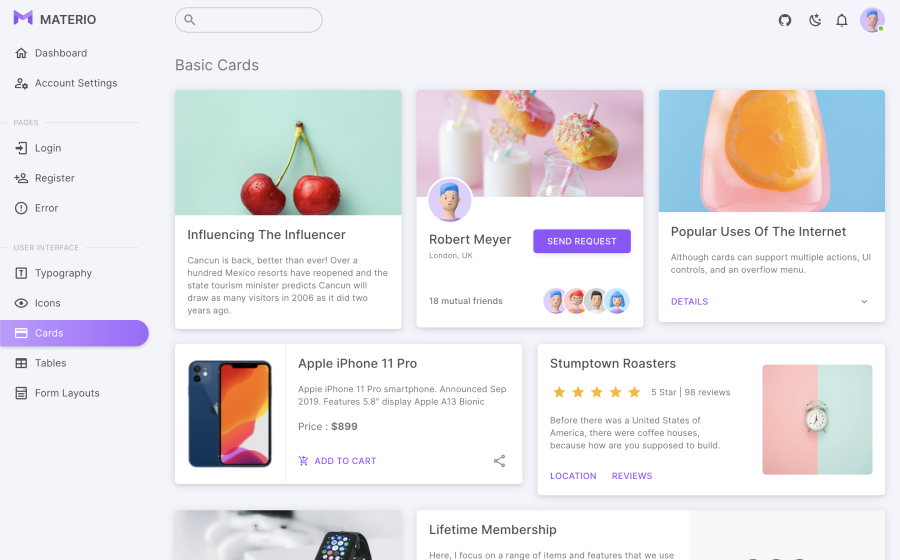 MATERIO
Dashboard
Account Settings
PAGES
Login
Register
Error
USER INTERFACE
Typography
Icons
Cards
Tables
Form Layouts
Basic Cards
Influencing The Influencer
Cancun is back, better than ever! Over a
hundred Mexico resorts have reopened and the
state tourism minister predicts Cancun will
draw as many visitors in 2006 as it did two
years ago.
Robert Meyer
London, UK
SEND REQUEST
18 mutual friends
Popular Uses Of The Internet
Although cards can support multiple actions, UI
controls, and an overflow menu.
DETAILS
Apple iPhone 11 Pro
Apple iPhone 11 Pro smartphone. Announced Sep
2019. Features 5.8" display Apple A13 Bionic
Price : $899
ADD TO CART
Stumptown Roasters
5 Star | 98 reviews
Before there was a United States of
America, there were coffee houses,
because how are you supposed to build.
LOCATION REVIEWS
Lifetime Membership
Here, I focus on a range of items and features that we use